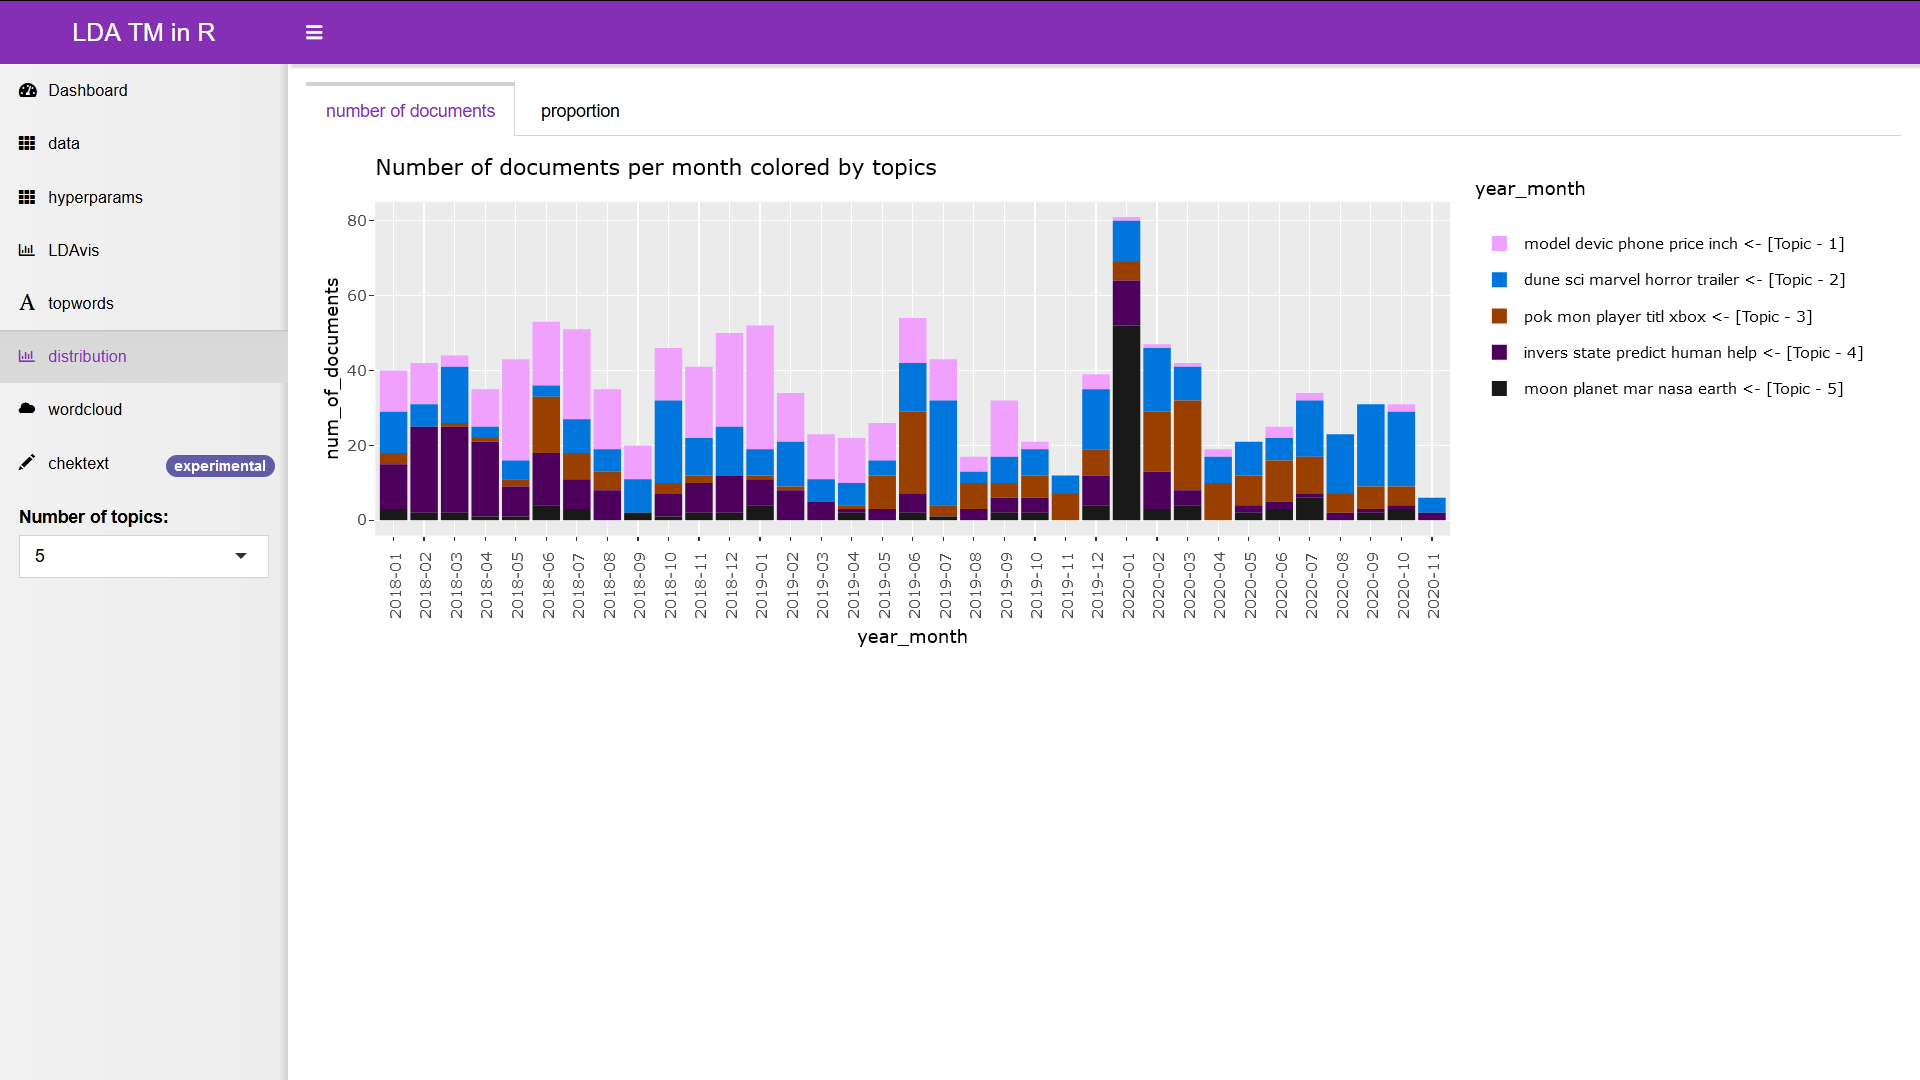 LDA TM in R
Dashboard
data
hyperparams
LDAvis
topwords
distribution
wordcloud
chektext experimental
Number of topics:
5
number of documents proportion
Number of documents per month colored by topics
num_of_documents
80
60
40
20
0
2018-01 2018-02 2018-03 2018-04 2018-05 2018-06 2018-07 2018-08 2018-09 2018-10 2018-11 2018-12 2019-01 2019-02 2019-03 2019-04 2019-05 2019-06 2019-07 2019-08 2019-09 2019-10 2019-11 2019-12 2020-01 2020-02 2020-03 2020-04 2020-05 2020-06 2020-07 2020-08 2020-09 2020-10 2020-11
year_month
year_month
model devic phone price inch <- [Topic - 1]
dune sci marvel horror trailer <- [Topic - 2]
pok mon player titl xbox <- [Topic - 3]
invers state predict human help <- [Topic - 4]
moon planet mar nasa earth <- [Topic - 5]